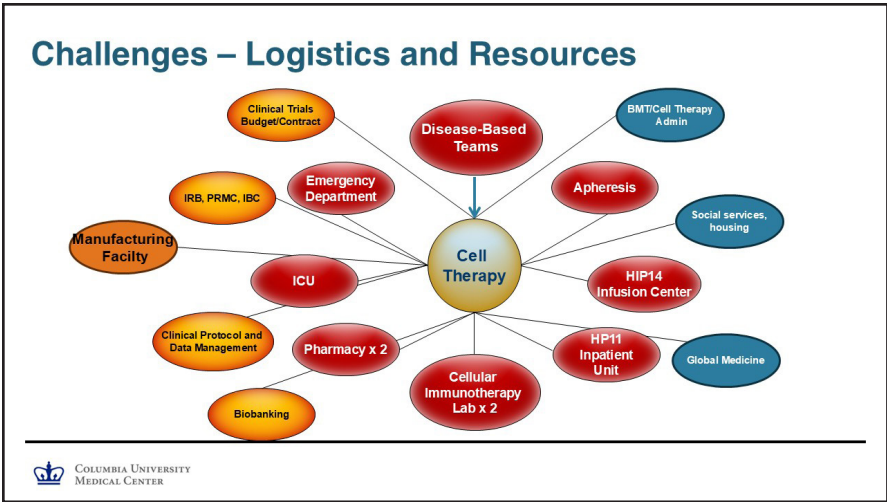 Challenges – Logistics and Resources
Clinical Trials
Budget/Contract
Disease-Based
Teams
BMT/Cell Therapy
Admin
Emergency
Department
Apheresis
IRB, PRMC, IBC
Social services,
housing
Manufacturing
Facilty
Cell
Therapy
ICU
HIP14
Infusion Center
Clinical Protocol and
Data Management
Pharmacy x 2
HP11
Inpatient
Unit
Global Medicine
Cellular
Immunotherapy
Lab x 2
Biobanking
COLUMBIA UNIVERSITY
MEDICAL CENTER